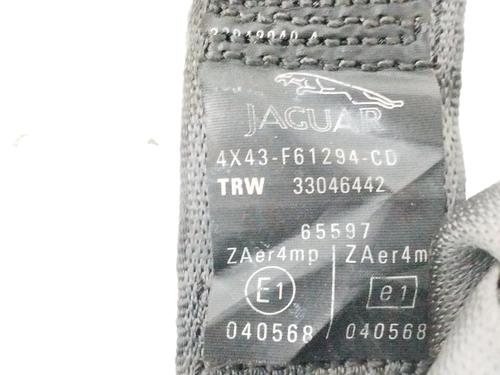 JAGUAR
4X43-F61294-CD
TRW 33046442
65597
ZAer4mp ZAer4m
E1 e1
040568 040568